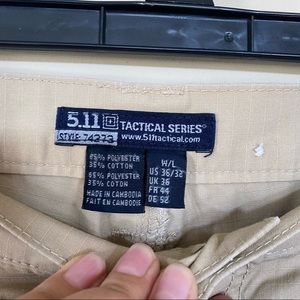 5.11 TACTICAL SERIES®
STYLE: 74273
www.511tactical.com
65% POLYESTER
35% COTTON
65% POLYESTER
35% COTON
MADE IN CAMBODIA
FAIT EN CAMBODIE
W/L
US 36/32
UK 36
FR 44
DE 52